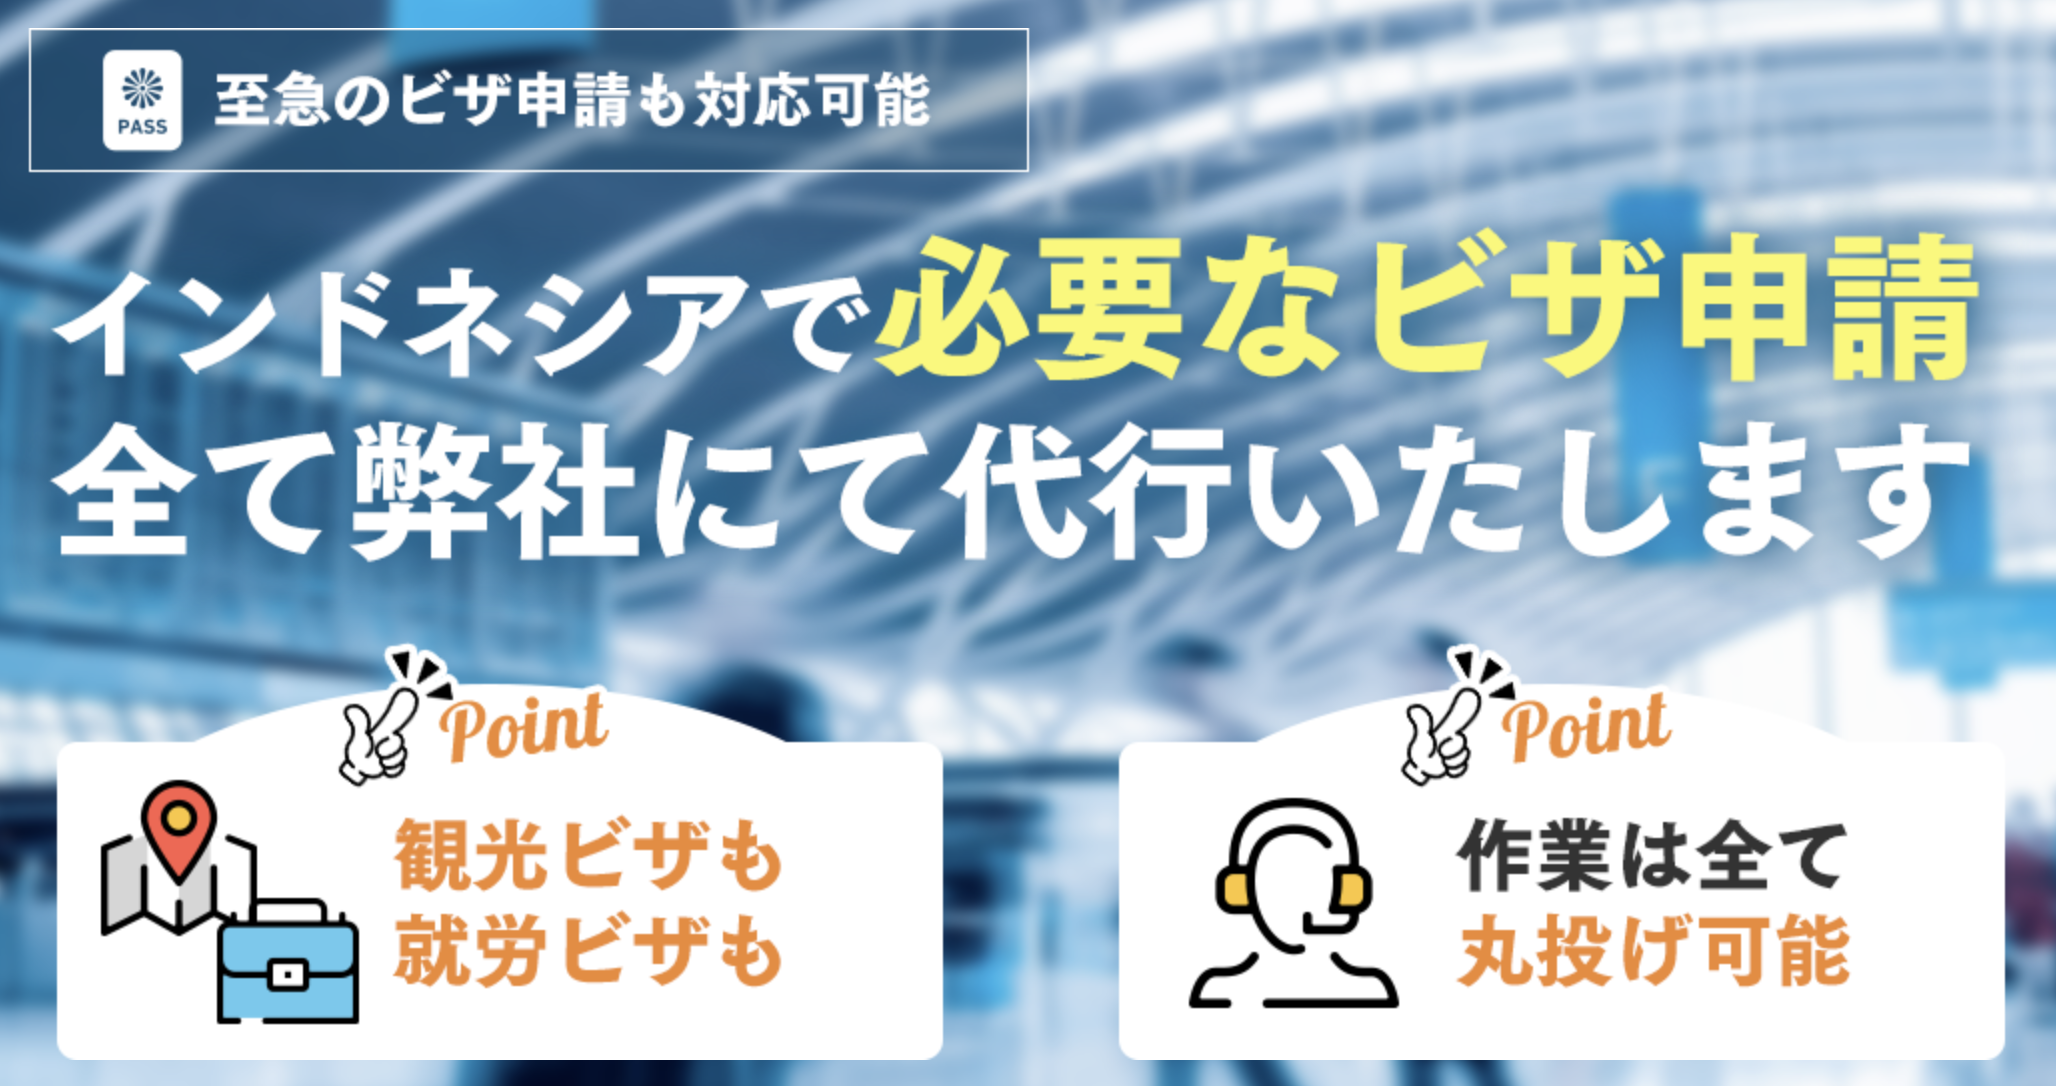 PASS
至急のビザ申請も対応可能
インドネシアで必要なビザ申請
全て弊社にて代行いたします
Point
観光ビザも
就労ビザも
Point
作業は全て
丸投げ可能